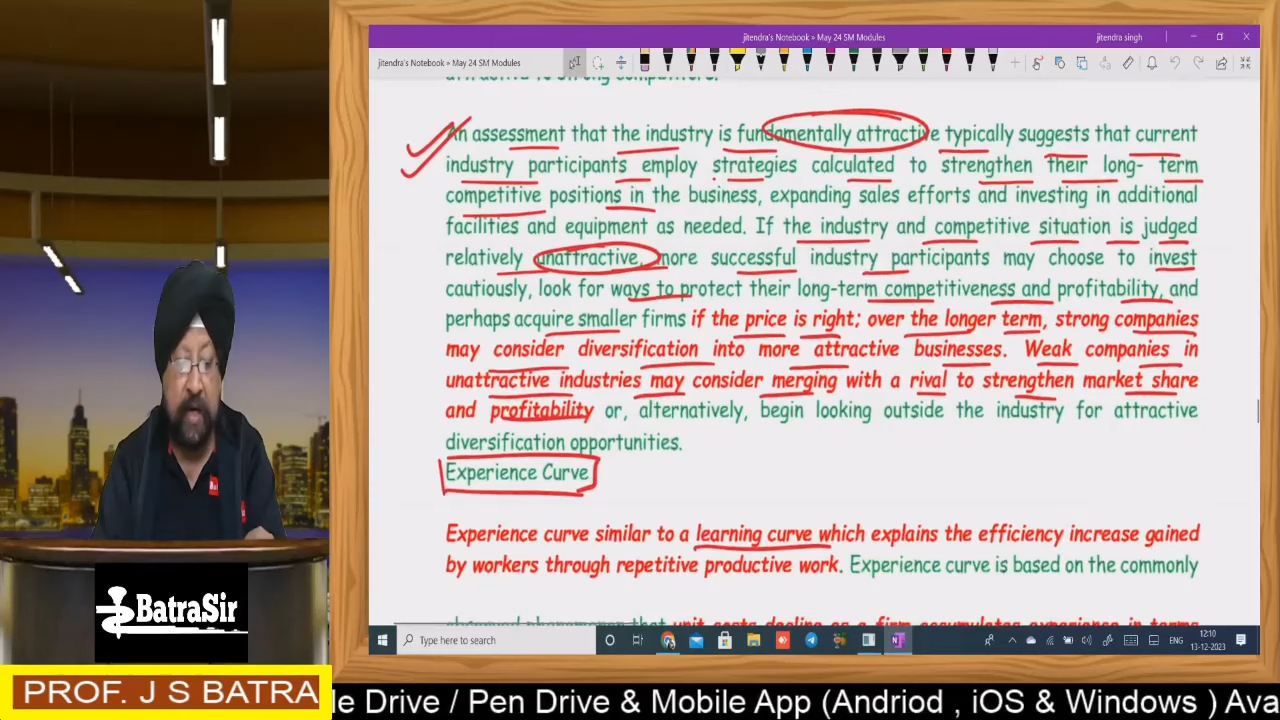 jitendra's Notebook » May 24 SM Modules
jitendra singh
jitendra's Notebook » May 24 SM Modules
An assessment that the industry is fundamentally attractive typically suggests that current
industry participants employ strategies calculated to strengthen their long- term
competitive positions in the business, expanding sales efforts and investing in additional
facilities and equipment as needed. If the industry and competitive situation is judged
relatively unattractive, more successful industry participants may choose to invest
cautiously, look for ways to protect their long-term competitiveness and profitability, and
perhaps acquire smaller firms if the price is right; over the longer term, strong companies
may consider diversification into more attractive businesses. Weak companies in
unattractive industries may consider merging with a rival to strengthen market share
and profitability or, alternatively, begin looking outside the industry for attractive
diversification opportunities.
Experience Curve
Experience curve similar to a learning curve which explains the efficiency increase gained
by workers through repetitive productive work. Experience curve is based on the commonly
unit costs decline as a firm accumulates experience in terms
Type here to search
ENG
12:10
13-12-2023
BatraSir
PROF. J S BATRA
le Drive / Pen Drive & Mobile App (Andriod , iOS & Windows ) Ava